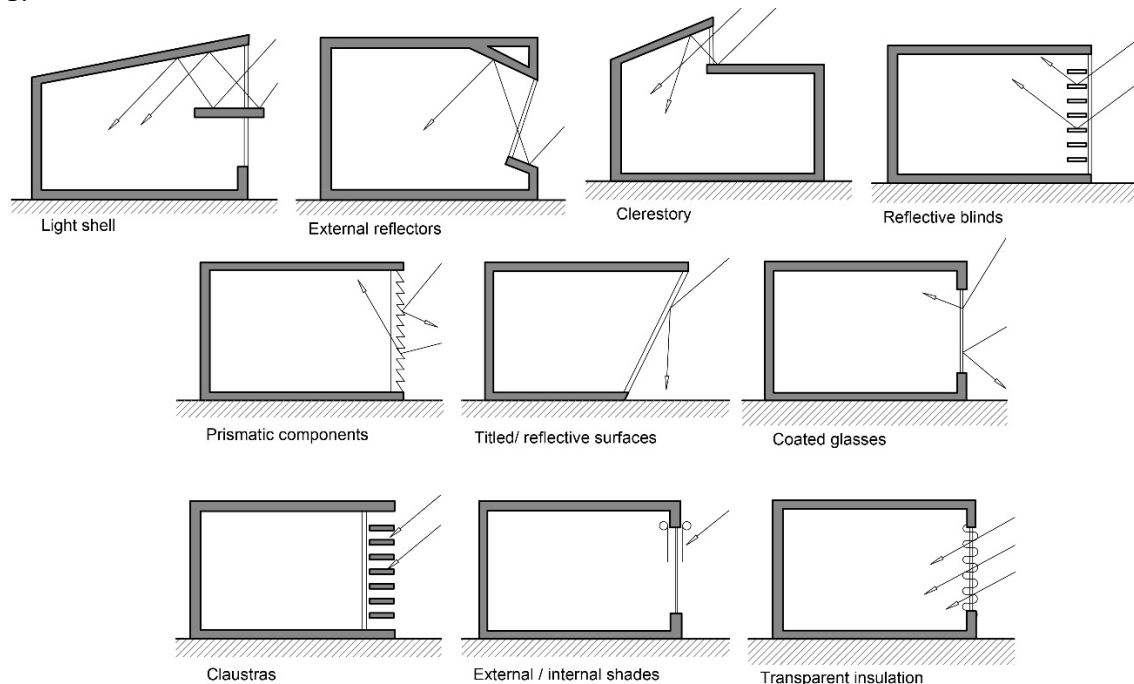 Light shell
External reflectors
Clerestory
Reflective blinds
Prismatic components
Titled/ reflective surfaces
Coated glasses
Claustras
External / internal shades
Transparent insulation